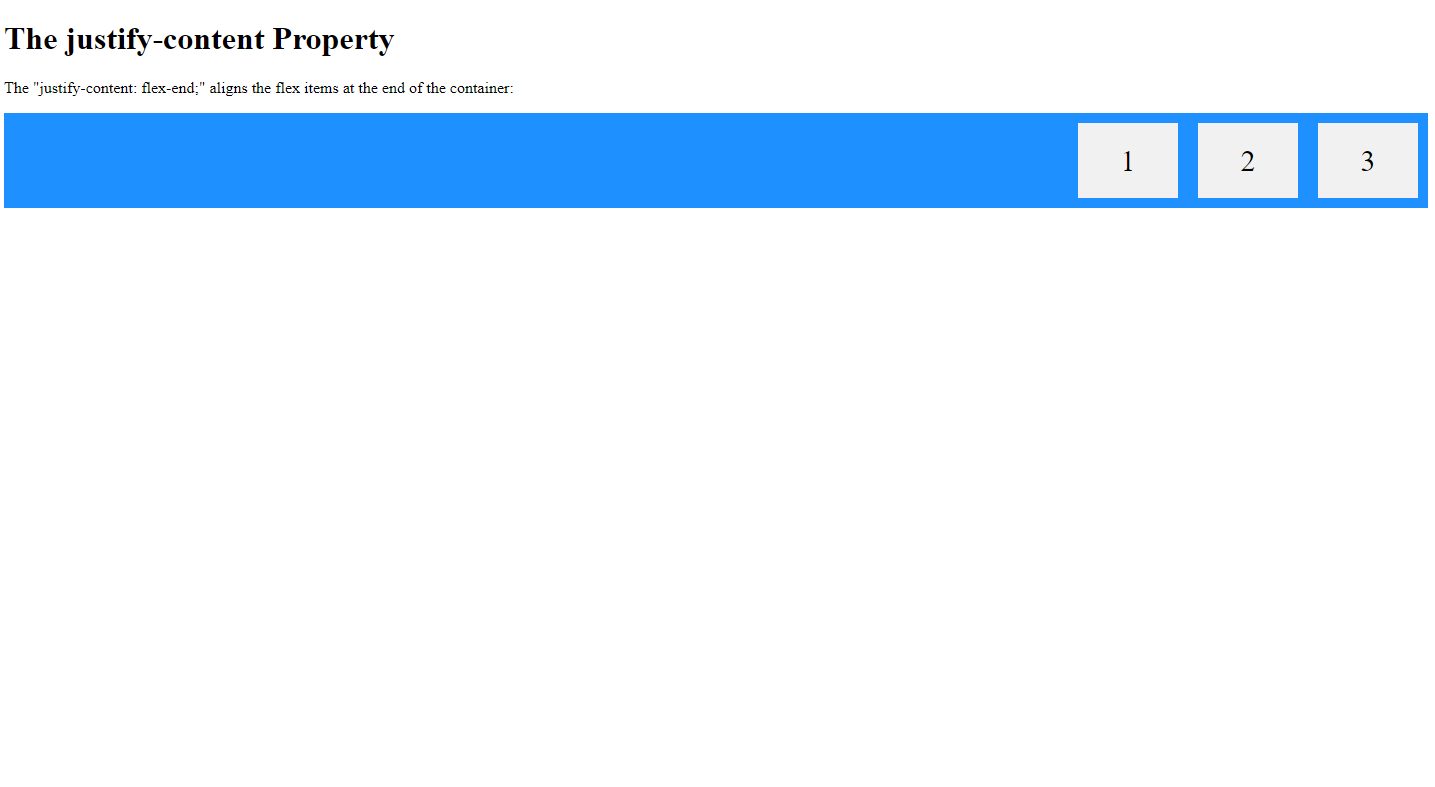 The justify-content Property
The "justify-content: flex-end;" aligns the flex items at the end of the container:
1 2 3